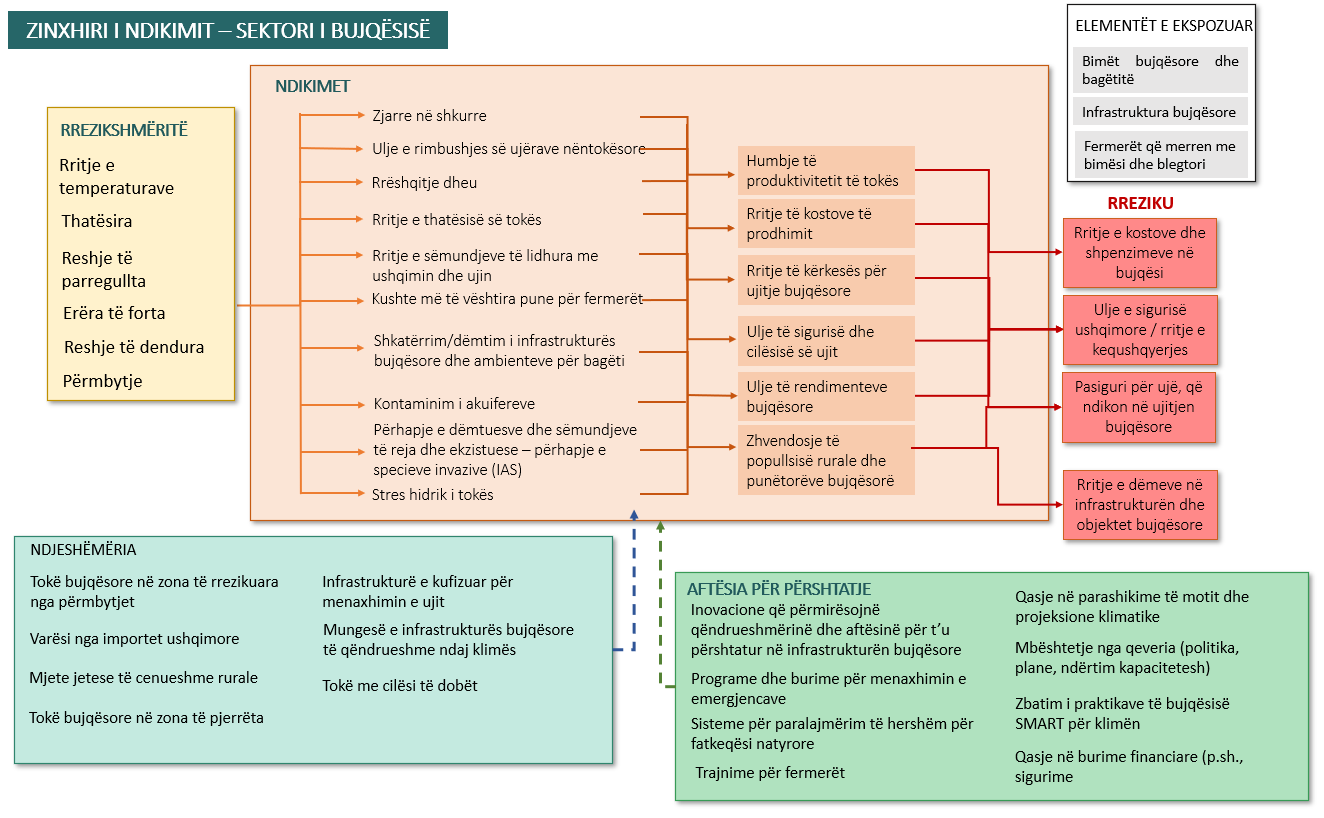 ZINXHIRI I NDIKIMIT – SEKTORI I BUJQËSISË
ELEMENTËT E EKSPOZUAR
Bimët bujqësore dhe
bagëtitë
Infrastruktura bujqësore
Fermerët që merren me
bimësi dhe blegtori
RREZIKSHMËRITË
Rritje e
temperaturave
Thatësira
Reshje të
parregullta
Erëra të forta
Reshje të dendura
Përmbytje
NDIKIMET
Zjarre në shkurre
Ulje e rimbushjes së ujërave nëntokësore
Rrëshqitje dheu
Rritje e thatësisë së tokës
Rritje e sëmundjeve të lidhura me
ushqimin dhe ujin
Kushte më të vështira pune për fermerët
Shkatërrim/dëmtim i infrastrukturës
bujqësore dhe ambienteve për bagëti
Kontaminim i akuifereve
Përhapje e dëmtuesve dhe sëmundjeve
të reja dhe ekzistuese – përhapje e
specieve invazive (IAS)
Stres hidrik i tokës
Humbje të
produktivitetit të tokës
Rritje të kostove të
prodhimit
Rritje të kërkesës për
ujitje bujqësore
Ulje të sigurisë dhe
cilësisë së ujit
Ulje të rendimenteve
bujqësore
Zhvendosje të
popullsisë rurale dhe
punëtorëve bujqësorë
RREZIKU
Rritje e kostove dhe
shpenzimeve në
bujqësi
Ulje e sigurisë
ushqimore / rritje e
kequshqyerjes
Pasiguri për ujë, që
ndikon në ujitjen
bujqësore
Rritje e dëmeve në
infrastrukturën dhe
objektet bujqësore
NDJESHËMËRIA
Tokë bujqësore në zona të rrezikuara
nga përmbytjet
Varësi nga importet ushqimore
Mjete jetese të cenueshme rurale
Tokë bujqësore në zona të pjerrëta
Infrastrukturë e kufizuar për
menaxhimin e ujit
Mungesë e infrastrukturës bujqësore
të qëndrueshme ndaj klimës
Tokë me cilësi të dobët
AFTËSIA PËR PËRSHTATJE
Inovacione që përmirësojnë
qëndrueshmërinë dhe aftësinë për t’u
përshtatur në infrastrukturën bujqësore
Programe dhe burime për menaxhimin e
emergjencave
Sisteme për paralajmërim të hershëm për
fatkeqësi natyrore
Trajnime për fermerët
Qasje në parashikime të motit dhe
projeksione klimatike
Mbështetje nga qeveria (politika,
plane, ndërtim kapacitetesh)
Zbatim i praktikave të bujqësisë
SMART për klimën
Qasje në burime financiare (p.sh.,
sigurime